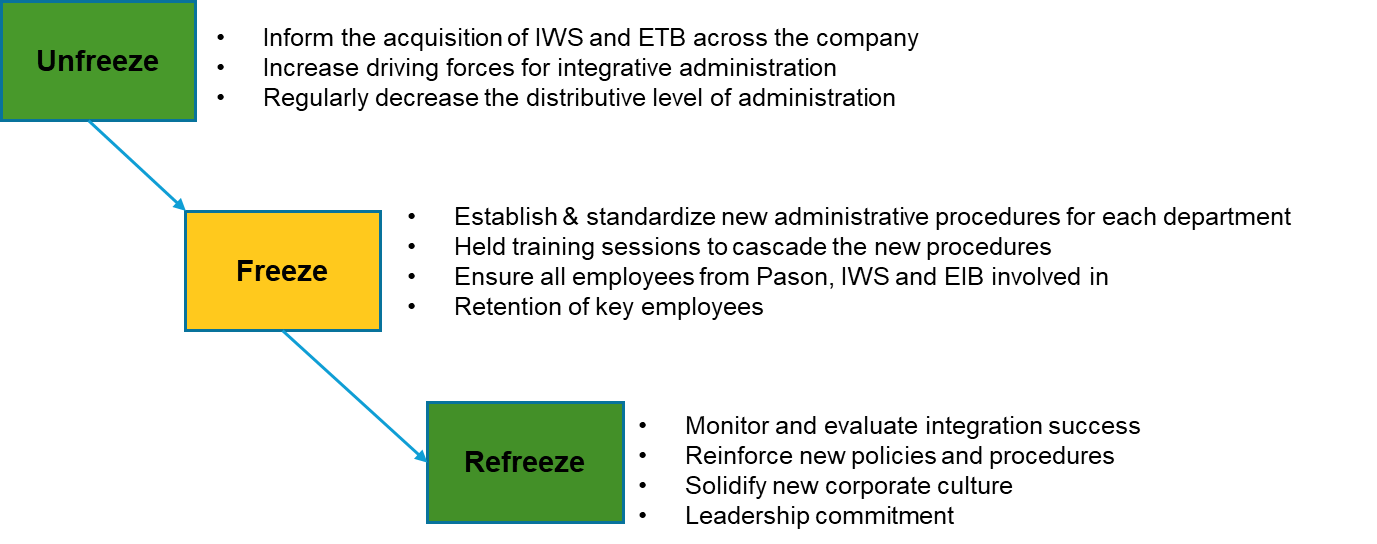 Unfreeze
• Inform the acquisition of IWS and ETB across the company
• Increase driving forces for integrative administration
• Regularly decrease the distributive level of administration
Freeze
• Establish & standardize new administrative procedures for each department
• Held training sessions to cascade the new procedures
• Ensure all employees from Pason, IWS and EIB involved in
• Retention of key employees
Refreeze
• Monitor and evaluate integration success
• Reinforce new policies and procedures
• Solidify new corporate culture
• Leadership commitment